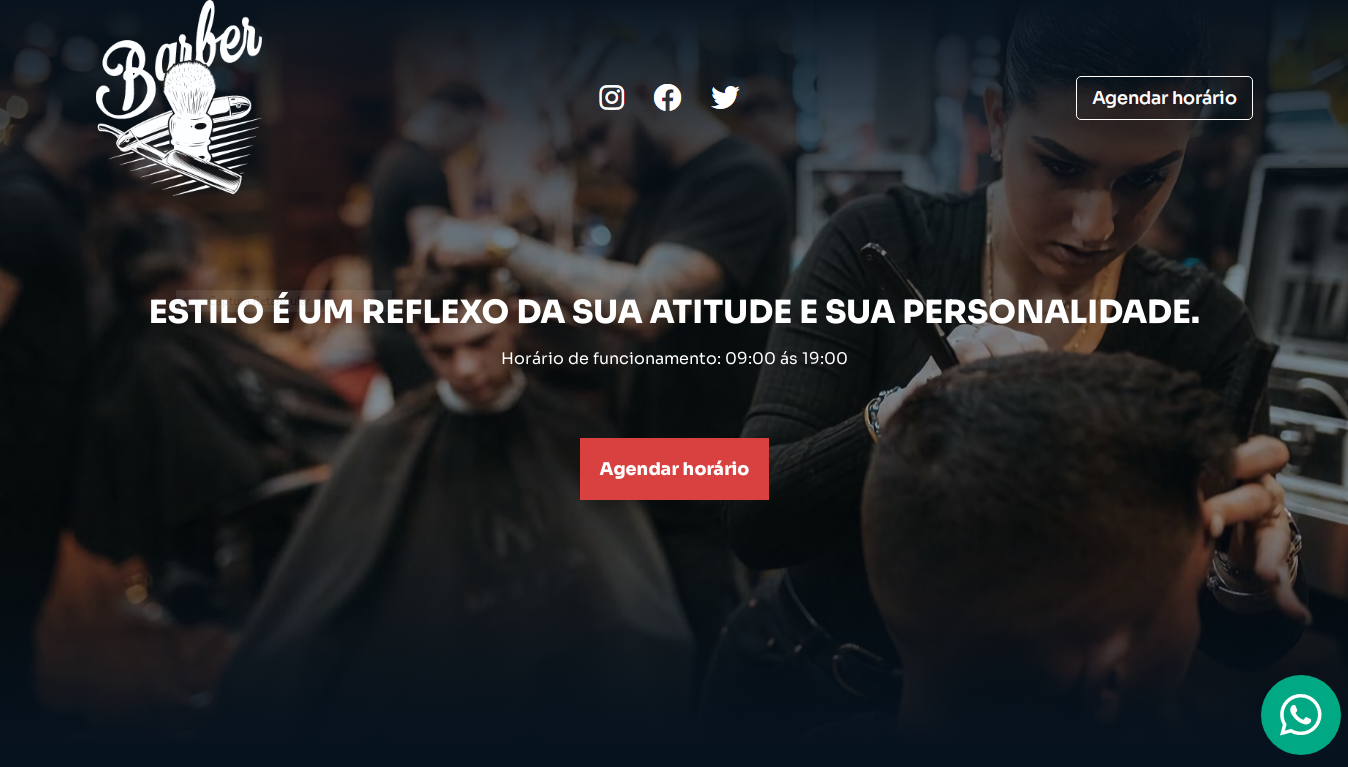 Barber
Agendar horário
ESTILO É UM REFLEXO DA SUA ATITUDE E SUA PERSONALIDADE.
Horário de funcionamento: 09:00 ás 19:00
Agendar horário